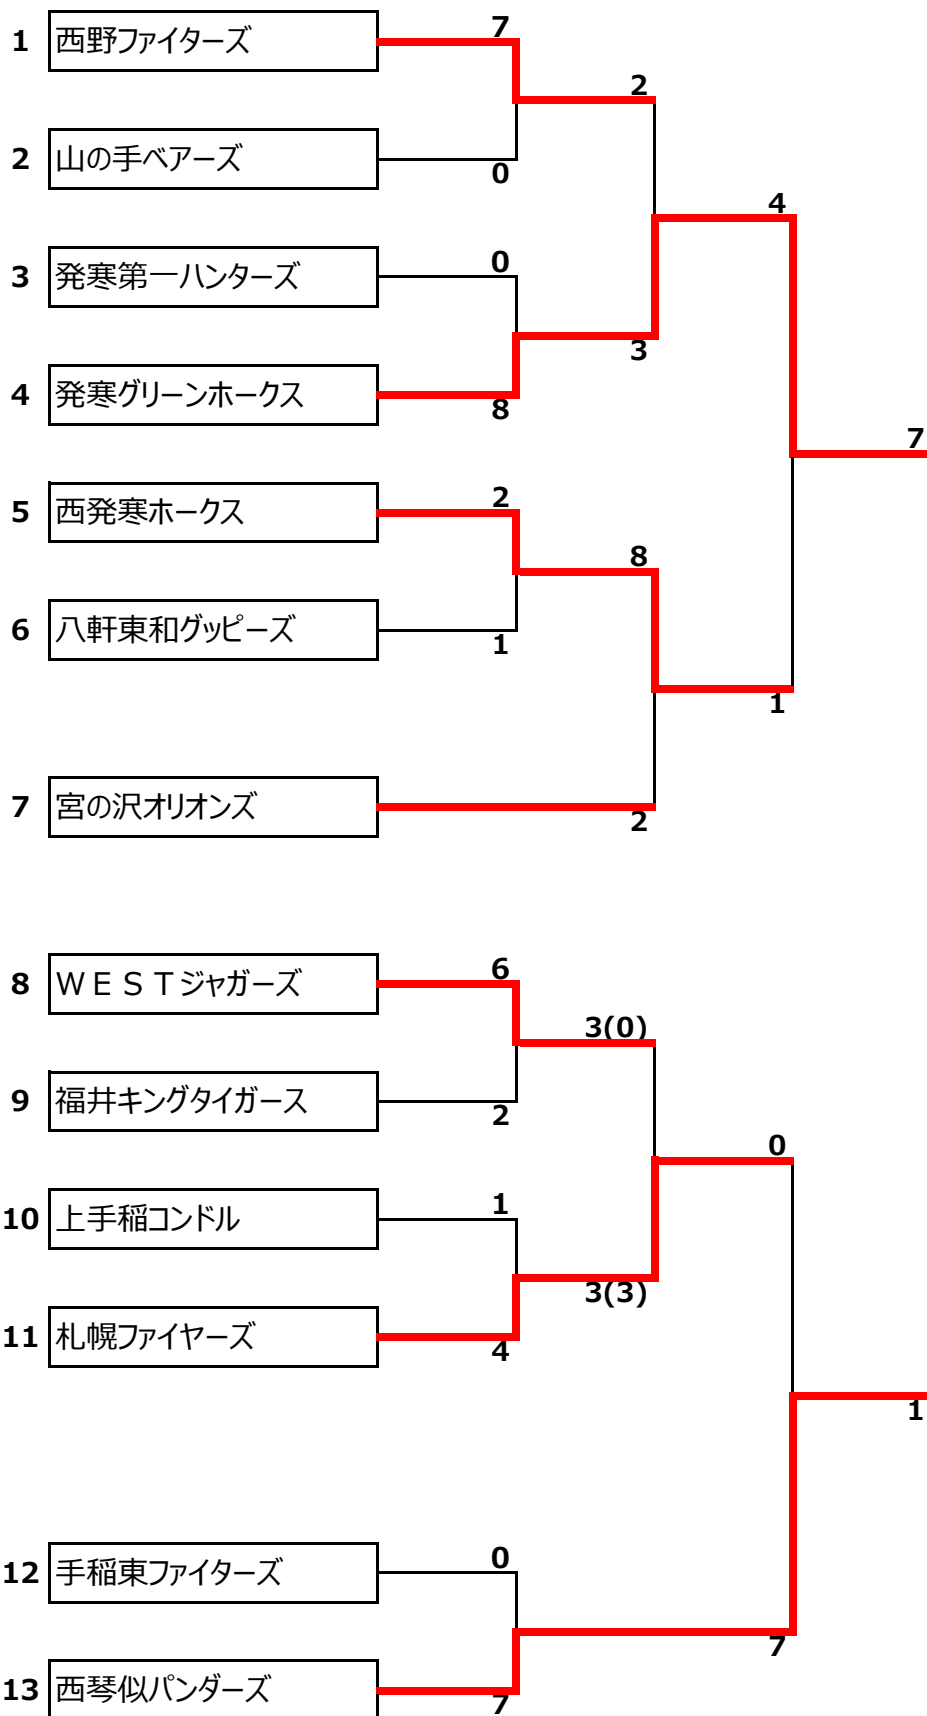 7
1 西野ファイターズ
2
2 山の手ベアーズ
0
4
0
3 発寒第一ハンターズ
3
4 発寒グリーンホークス
8
7
2
5 西発寒ホークス
8
6 八軒東和グッピーズ
1
1
7 宮の沢オリオンズ
2
6
8 ＷＥＳＴジャガーズ
3(0)
9 福井キングタイガース
2
0
1
10 上手稲コンドル
3(3)
11 札幌ファイヤーズ
4
1
0
12 手稲東ファイターズ
7
13 西琴似パンダーズ
7